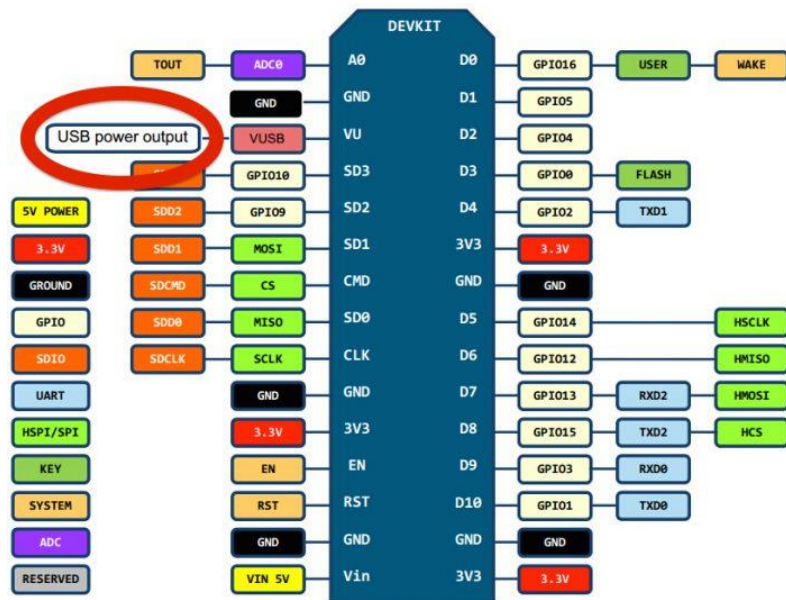 DEVKIT
TOUT ADC0 A0 D0 GPIO16 USER WAKE
GND GND D1 GPIO5
USB power output VUSB VU D2 GPIO4
GPIO10 SD3 D3 GPIO0 FLASH
5V POWER SDD2 GPIO9 SD2 D4 GPIO2 TXD1
3.3V SDD1 MOSI SD1 3V3 3.3V
GROUND SDCMD CS CMD GND GND
GPIO SDD0 MISO SD0 D5 GPIO14 HSCLK
SDIO SDCLK SCLK CLK D6 GPIO12 HMISO
UART GND GND D7 GPIO13 RXD2 HMOSI
HSPI/SPI 3.3V 3V3 D8 GPIO15 TXD2 HCS
KEY EN EN D9 GPIO3 RXD0
SYSTEM RST RST D10 GPIO1 TXD0
ADC GND GND GND GND
RESERVED VIN 5V Vin 3V3 3.3V